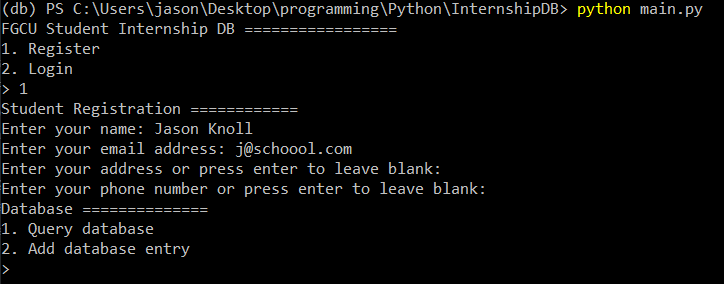 (db) PS C:\Users\jason\Desktop\programming\Python\InternshipDB> python main.py
FGCU Student Internship DB =================
1. Register
2. Login
> 1
Student Registration ============
Enter your name: Jason Knoll
Enter your email address: j@schoool.com
Enter your address or press enter to leave blank:
Enter your phone number or press enter to leave blank:
Database ==============
1. Query database
2. Add database entry
>